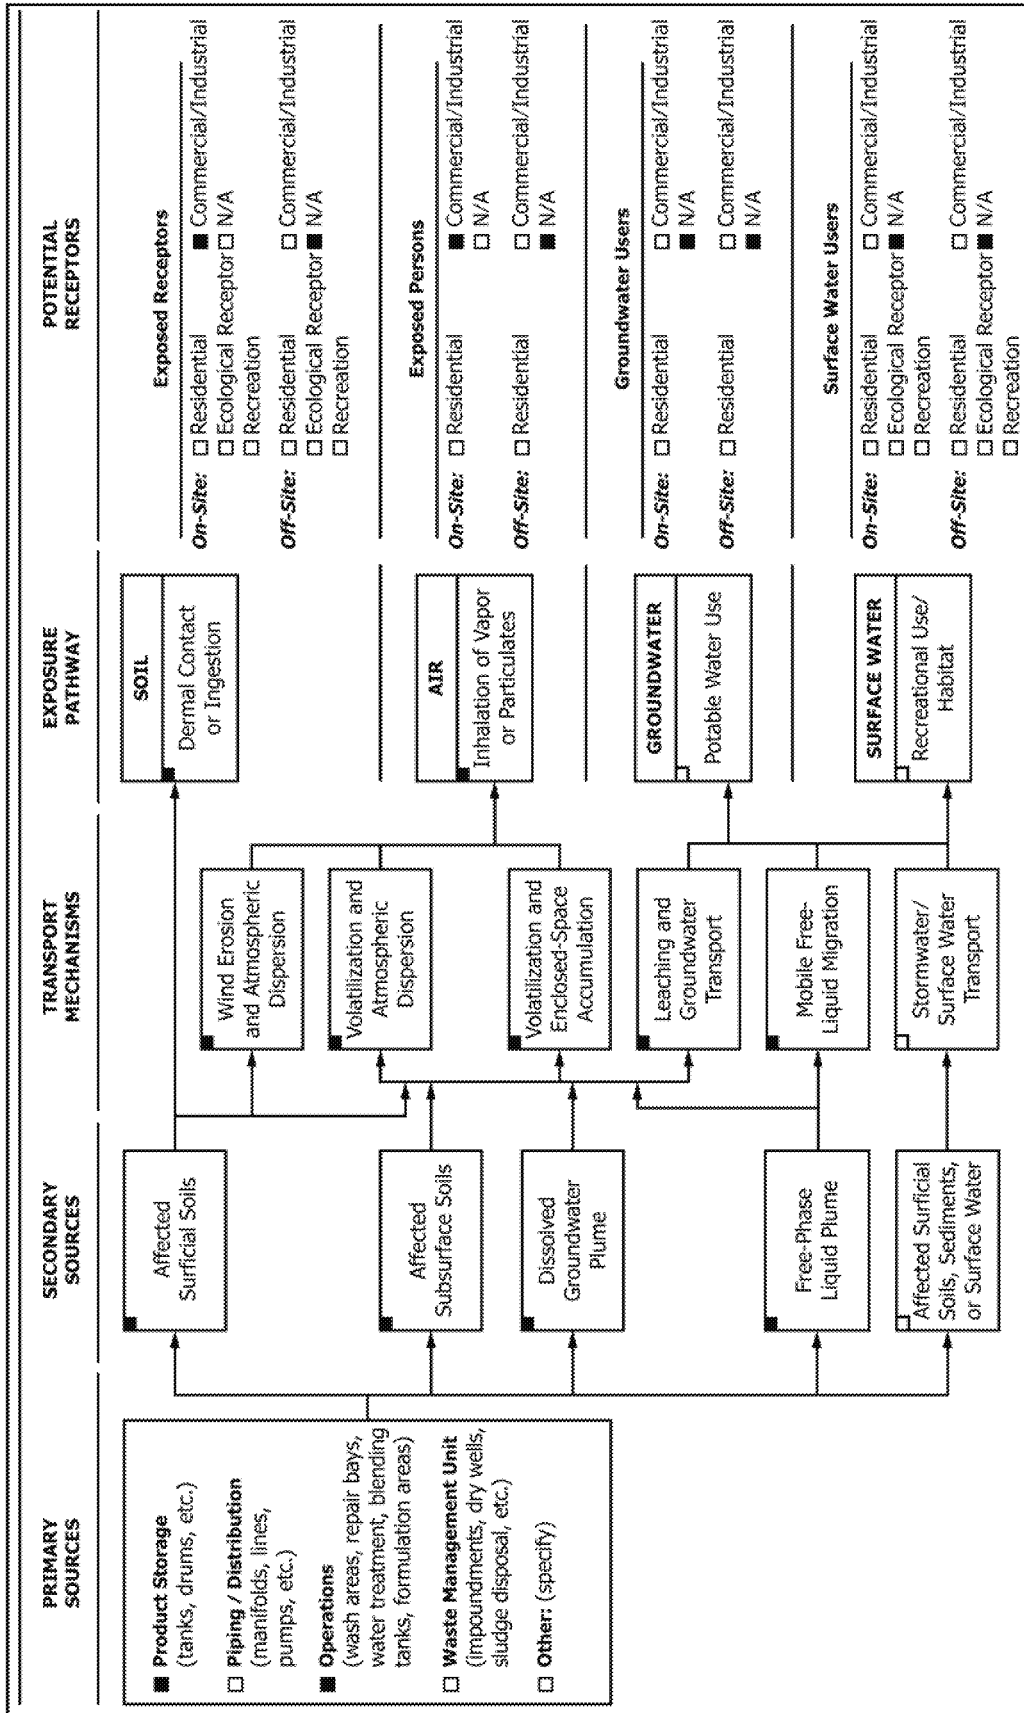 PRIMARY
SOURCES
SECONDARY
SOURCES
TRANSPORT
MECHANISMS
EXPOSURE
PATHWAY
POTENTIAL
RECEPTORS
■ Product Storage
(tanks, drums, etc.)
□ Piping / Distribution
(manifolds, lines,
pumps, etc.)
■ Operations
(wash areas, repair bays,
water treatment, blending
tanks, formulation areas)
□ Waste Management Unit
(impoundments, dry wells,
sludge disposal, etc.)
□ Other: (specify)
Affected
Surficial Soils
Affected
Subsurface Soils
Dissolved
Groundwater
Plume
Free-Phase
Liquid Plume
Affected Surficial
Soils, Sediments,
or Surface Water
Wind Erosion
and Atmospheric
Dispersion
Volatilization and
Atmospheric
Dispersion
Volatilization and
Enclosed-Space
Accumulation
Leaching and
Groundwater
Transport
Mobile Free-
Liquid Migration
Stormwater/
Surface Water
Transport
SOIL
Dermal Contact
or Ingestion
AIR
Inhalation of Vapor
or Particulates
GROUNDWATER
Potable Water Use
SURFACE WATER
Recreational Use/
Habitat
Exposed Receptors
On-Site: □ Residential ■ Commercial/Industrial
□ Ecological Receptor □ N/A
□ Recreation
Off-Site: □ Residential □ Commercial/Industrial
□ Ecological Receptor ■ N/A
□ Recreation
Exposed Persons
On-Site: □ Residential ■ Commercial/Industrial
□ N/A
Off-Site: □ Residential □ Commercial/Industrial
■ N/A
Groundwater Users
On-Site: □ Residential □ Commercial/Industrial
■ N/A
Off-Site: □ Residential □ Commercial/Industrial
■ N/A
Surface Water Users
On-Site: □ Residential □ Commercial/Industrial
□ Ecological Receptor ■ N/A
□ Recreation
Off-Site: □ Residential □ Commercial/Industrial
□ Ecological Receptor ■ N/A
□ Recreation